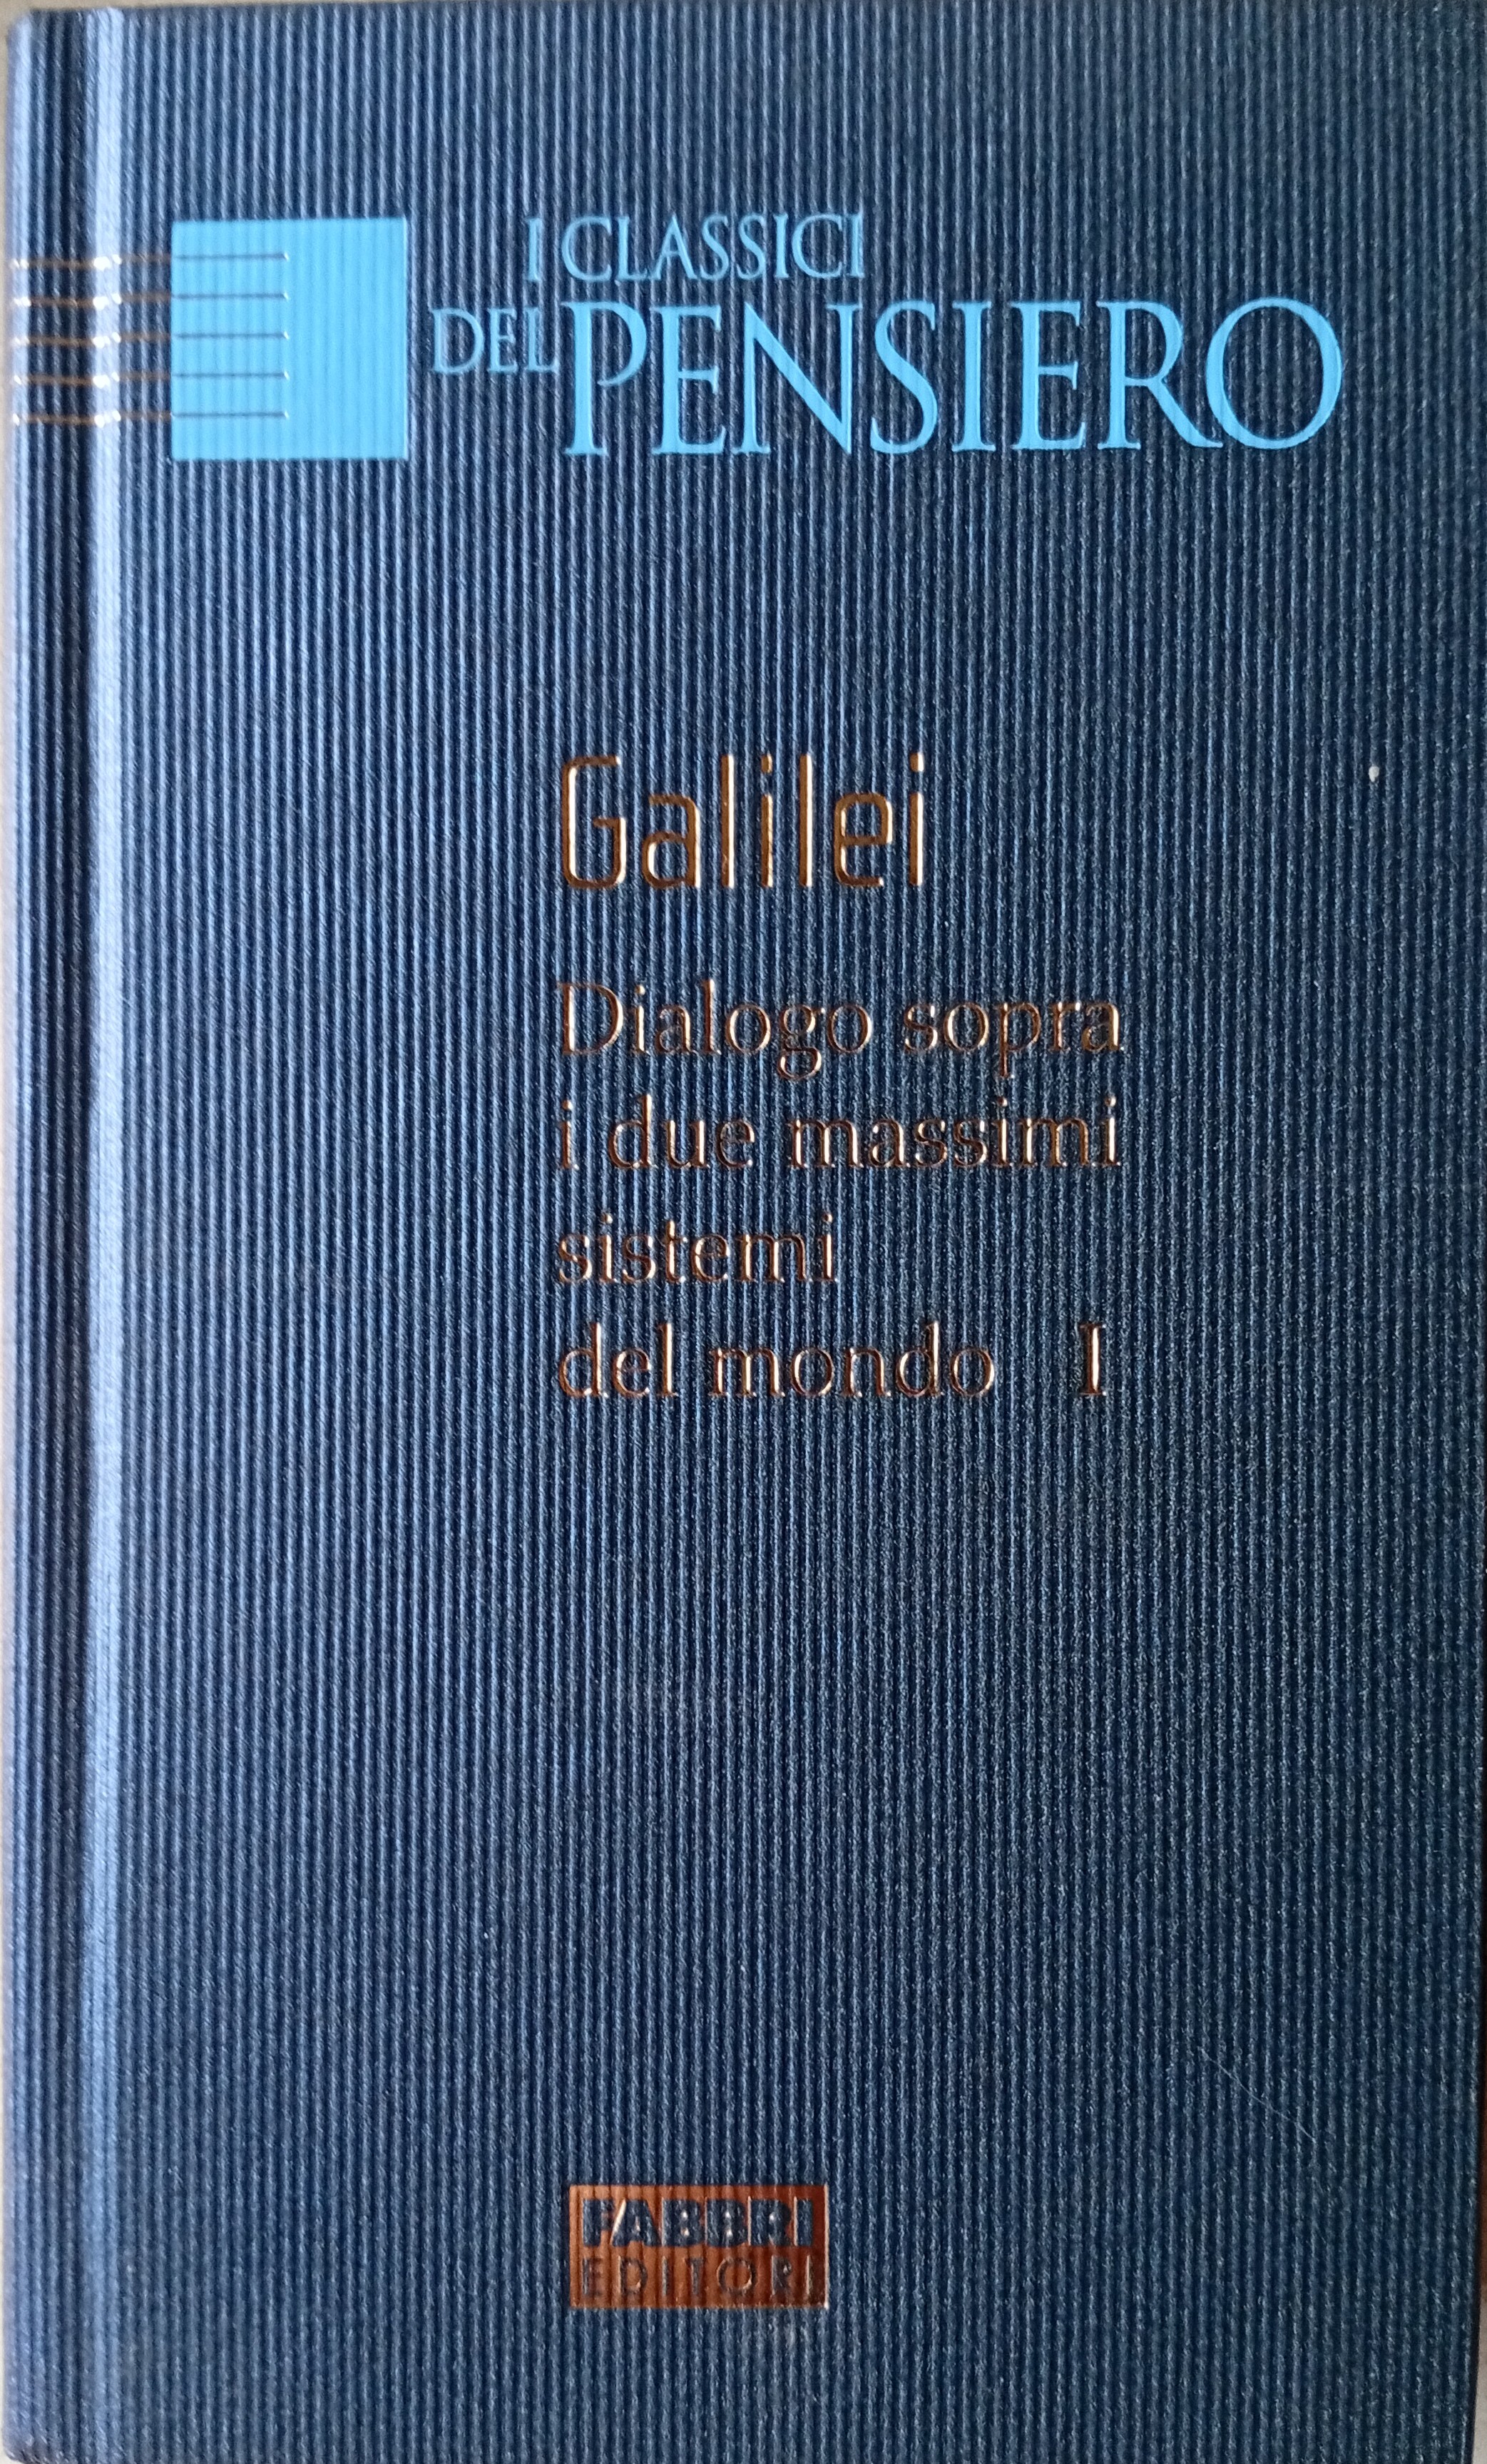 I CLASSICI
DEL PENSIERO
Galilei
Dialogo sopra
i due massimi
sistemi
del mondo I
FABBRI
EDITORI